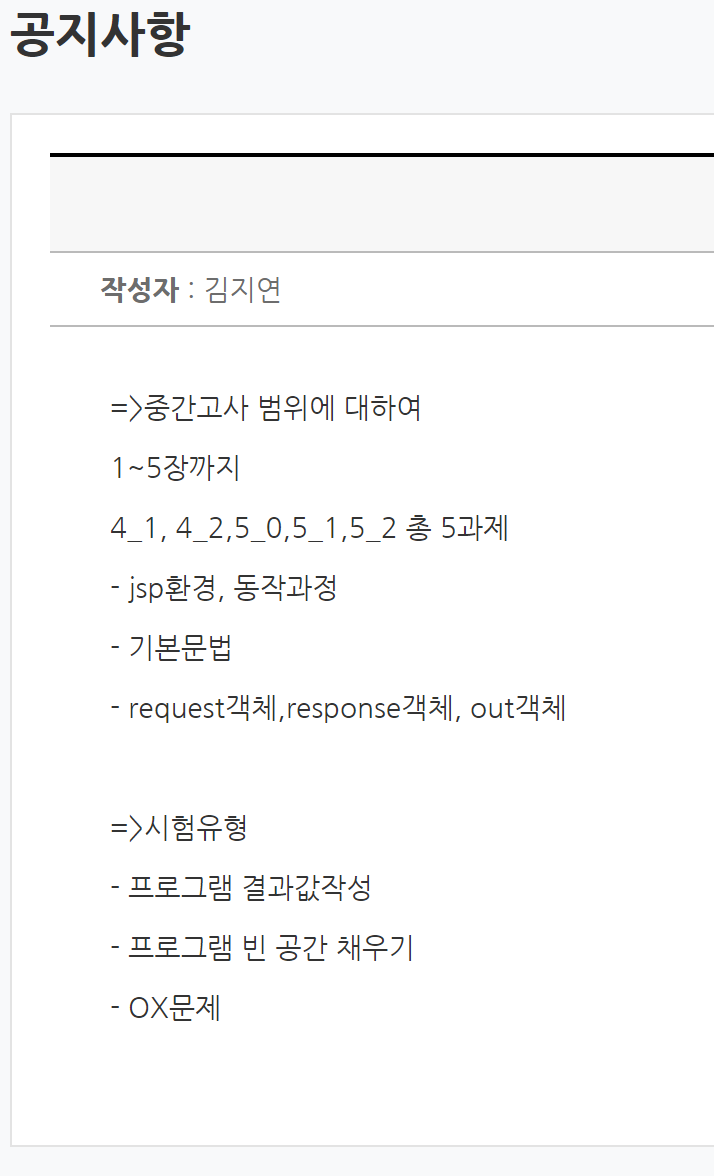 공지사항
작성자 : 김지연
=>중간고사 범위에 대하여
1~5장까지
4_1, 4_2,5_0,5_1,5_2 총 5과제
- jsp환경, 동작과정
- 기본문법
- request객체,response객체, out객체
=>시험유형
- 프로그램 결과값작성
- 프로그램 빈 공간 채우기
- OX문제